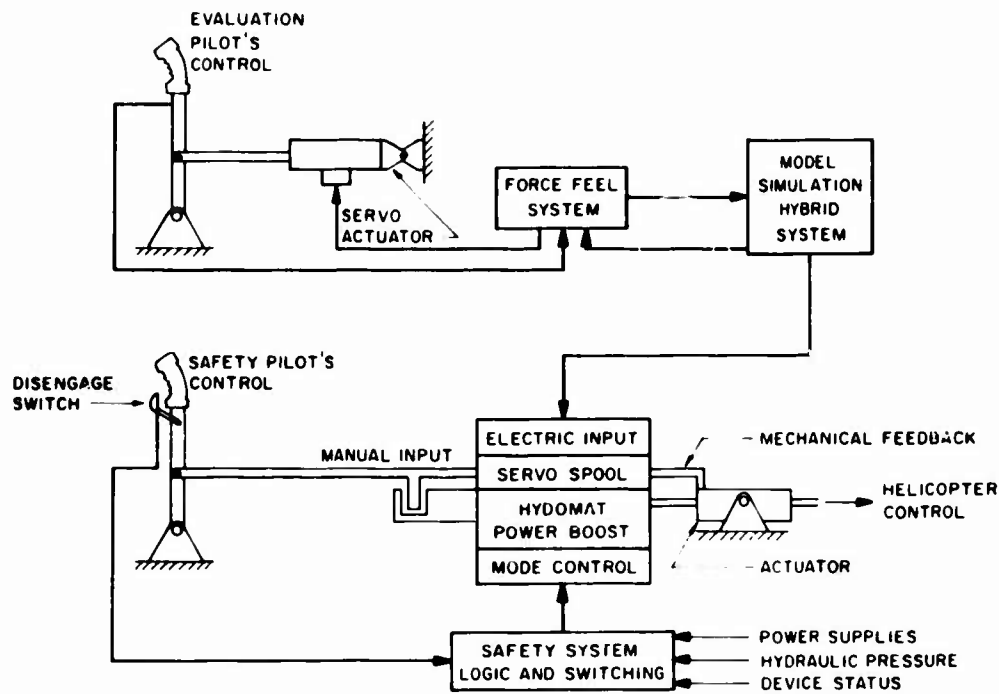 EVALUATION
PILOT'S
CONTROL
SERVO
ACTUATOR
FORCE FEEL
SYSTEM
MODEL
SIMULATION
HYBRID
SYSTEM
SAFETY PILOT'S
CONTROL
DISENGAGE
SWITCH
MANUAL INPUT
ELECTRIC INPUT
SERVO SPOOL
HYDOMAT
POWER BOOST
MODE CONTROL
MECHANICAL FEEDBACK
HELICOPTER
CONTROL
ACTUATOR
SAFETY SYSTEM
LOGIC AND SWITCHING
POWER SUPPLIES
HYDRAULIC PRESSURE
DEVICE STATUS